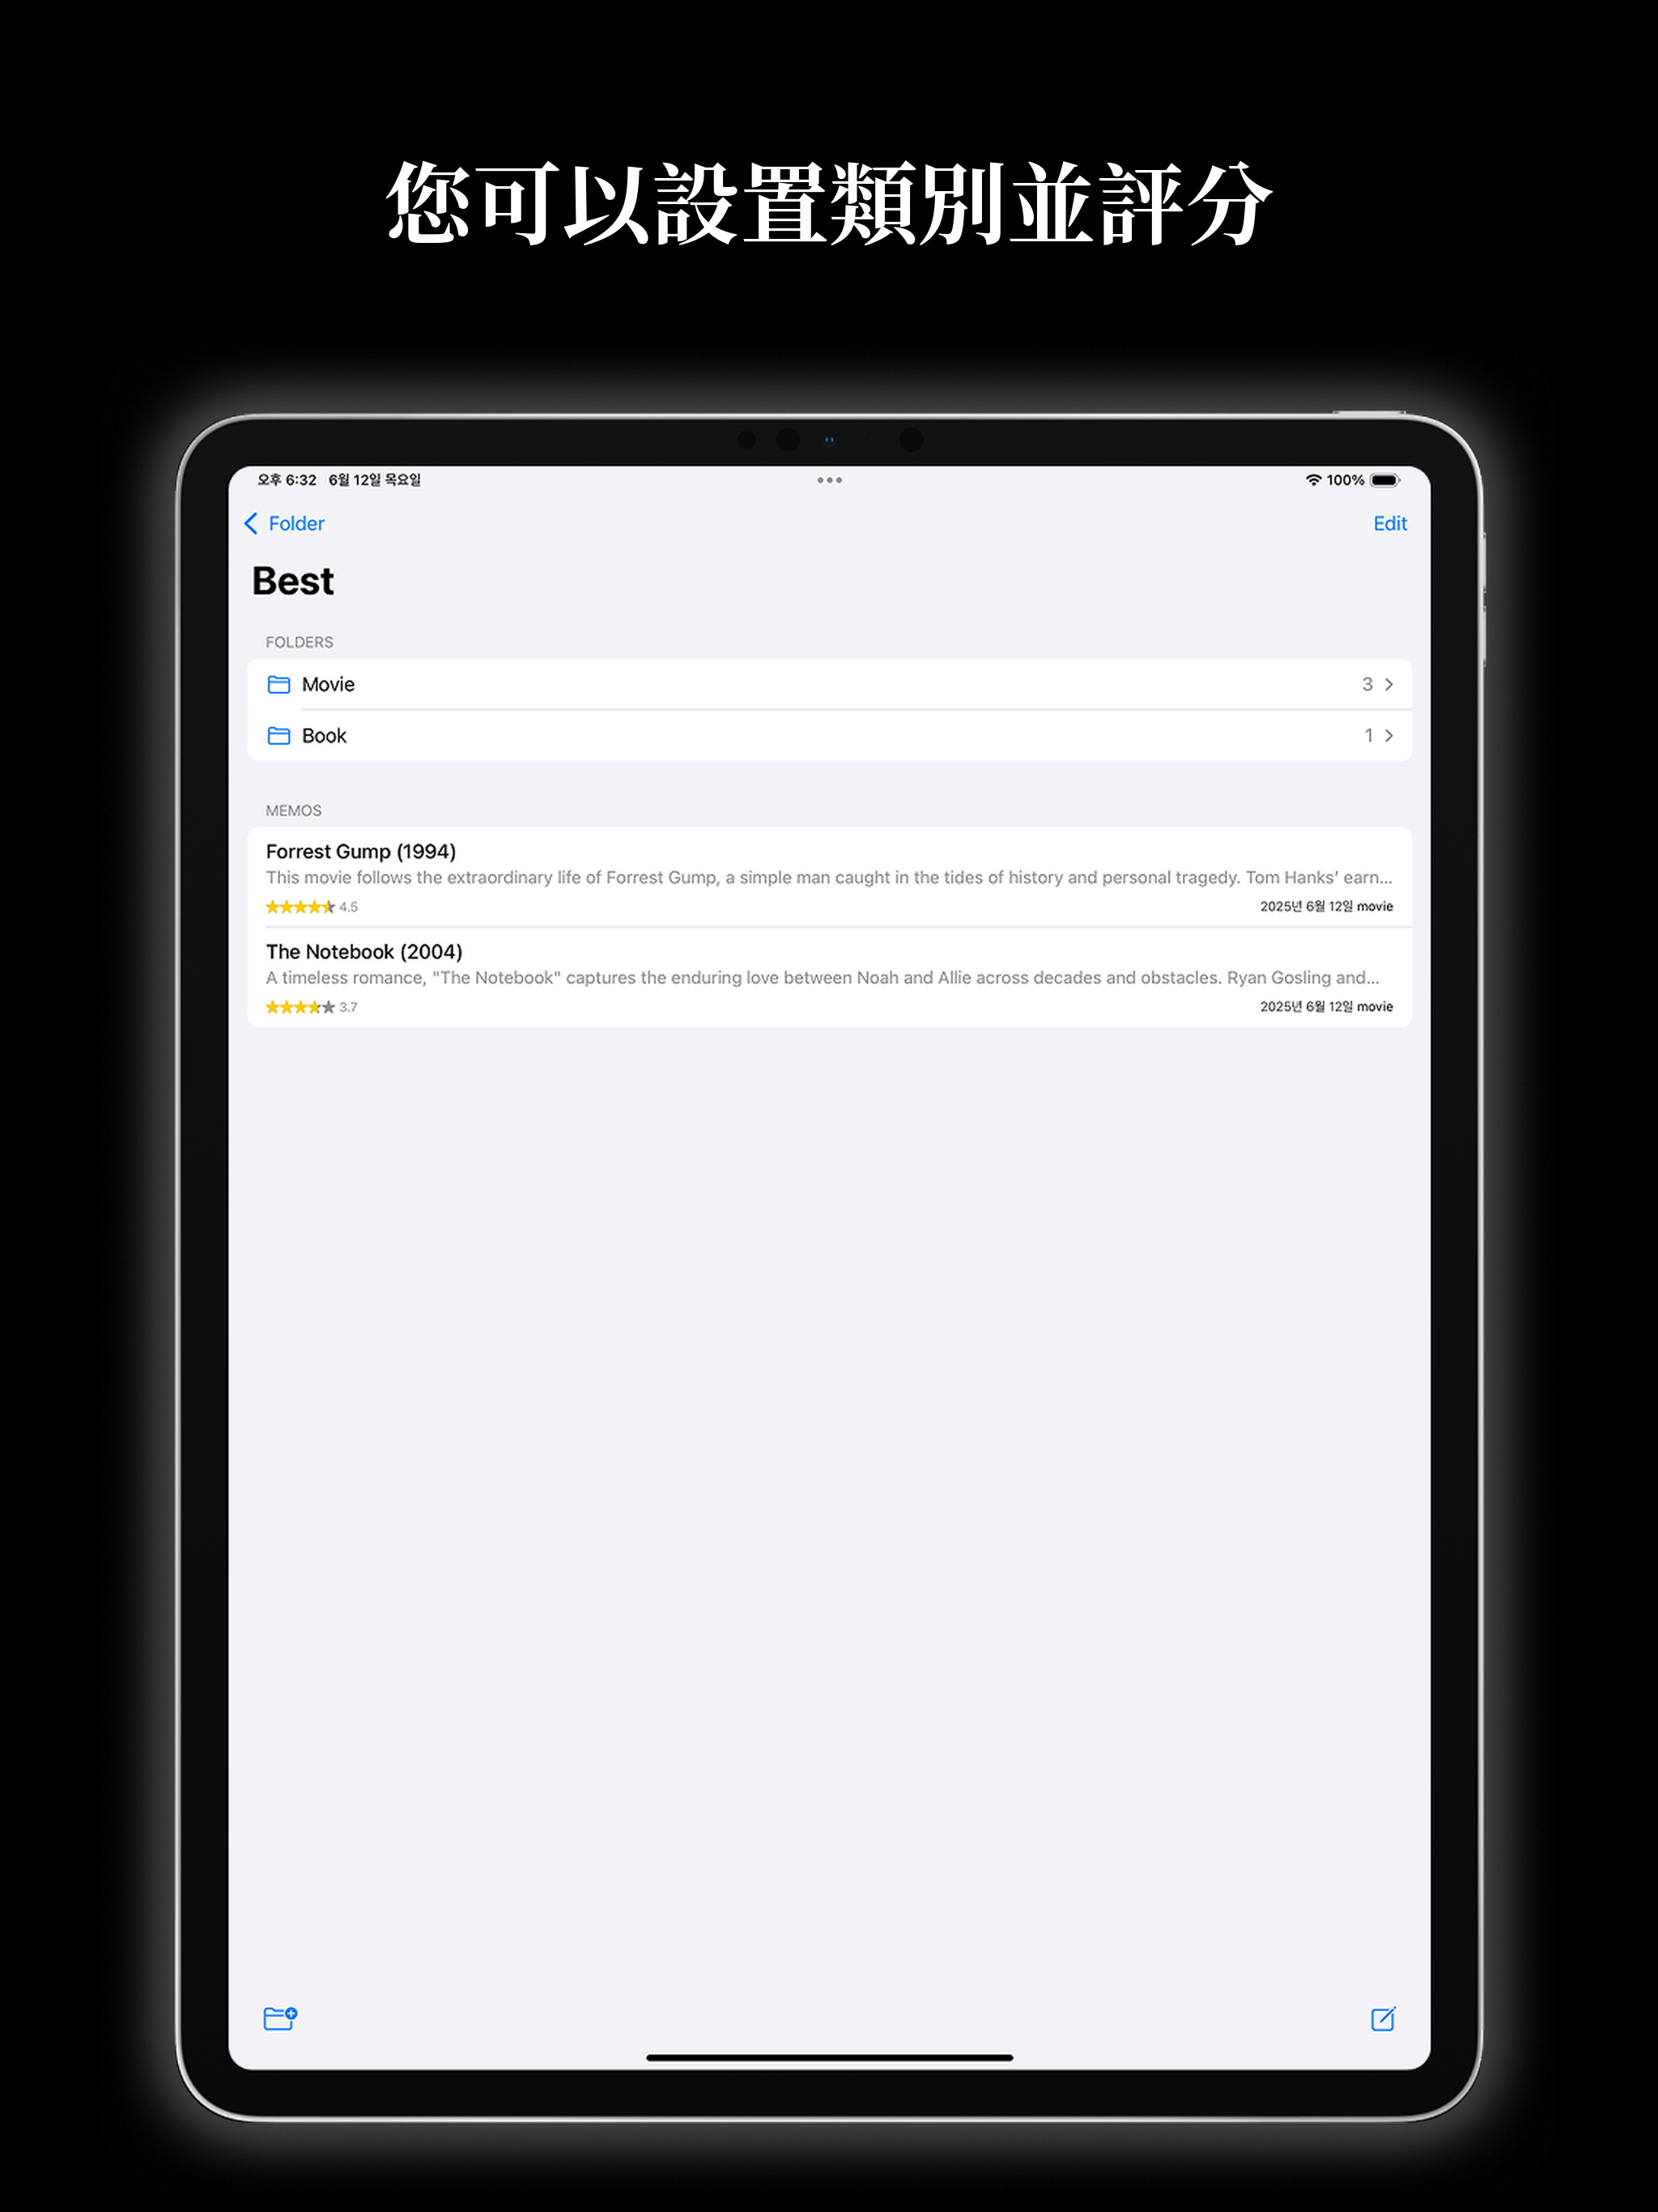 您可以設置類別並評分
오후 6:32 6월 12일 목요일 100%
Folder Edit
Best
FOLDERS
Movie 3
Book 1
MEMOS
Forrest Gump (1994)
This movie follows the extraordinary life of Forrest Gump, a simple man caught in the tides of history and personal tragedy. Tom Hanks' earn...
4.5 2025년 6월 12일 movie
The Notebook (2004)
A timeless romance, "The Notebook" captures the enduring love between Noah and Allie across decades and obstacles. Ryan Gosling and...
3.7 2025년 6월 12일 movie